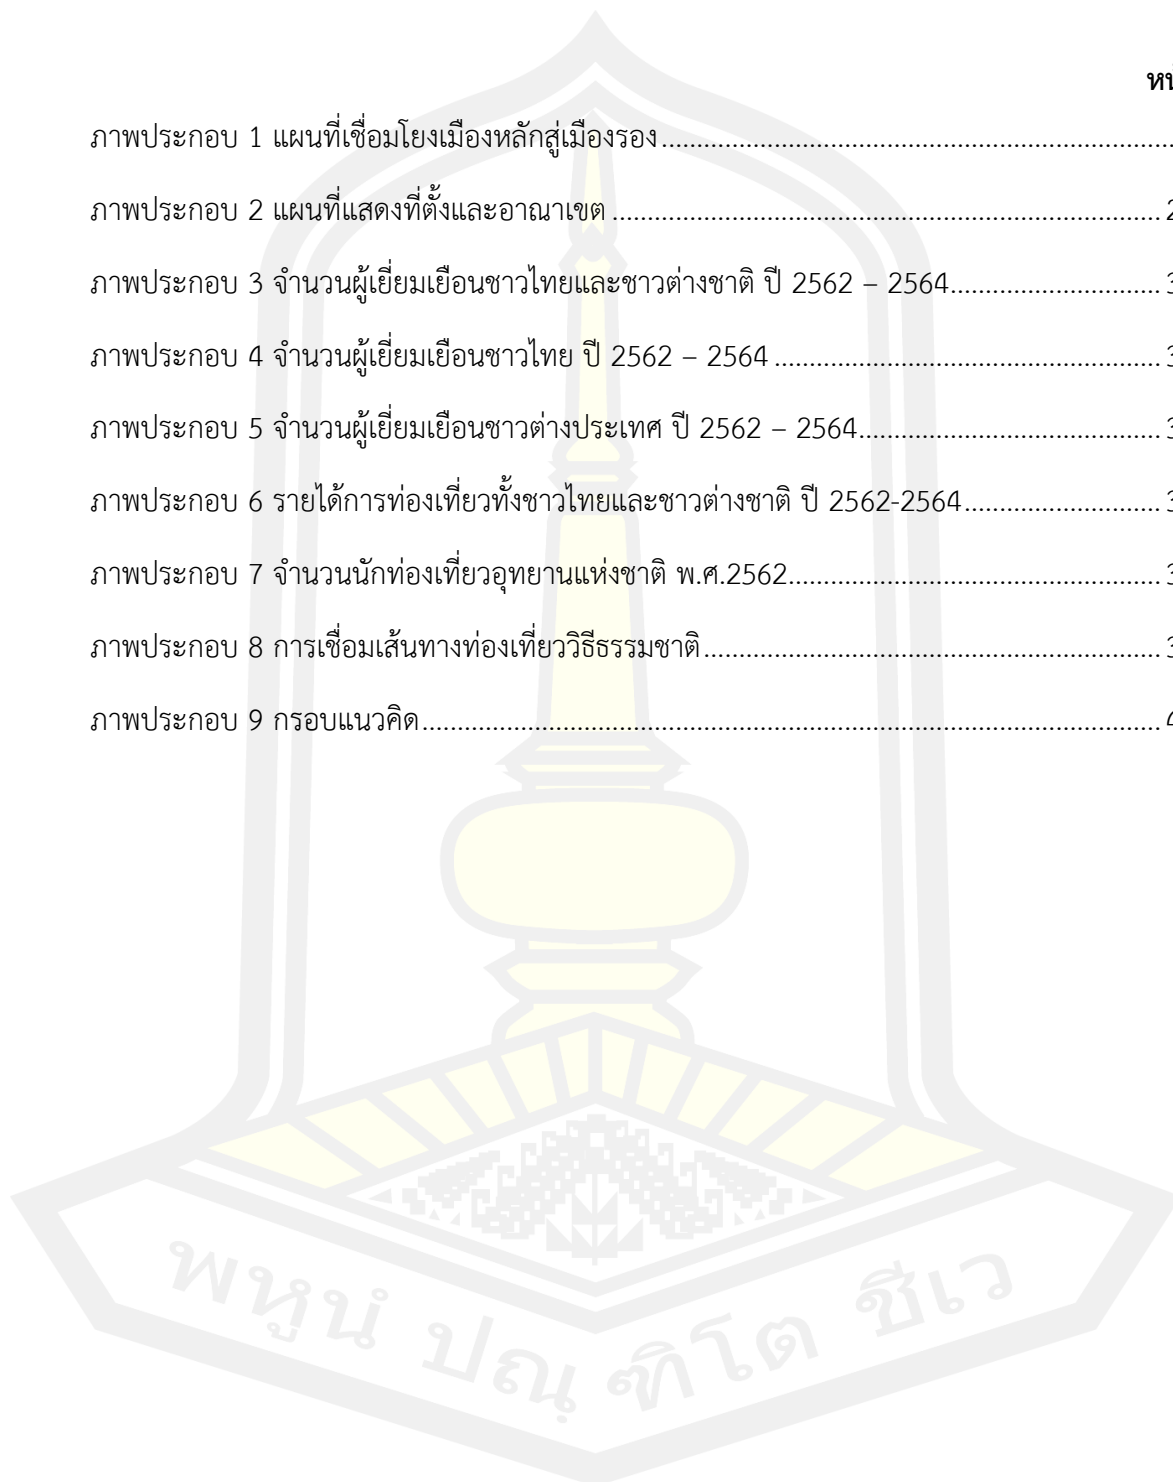 ภาพประกอบ 1 แผนที่เชื่อมโยงเมืองหลักสู่เมืองรอง........................................................................
ภาพประกอบ 2 แผนที่แสดงที่ตั้งและอาณาเขต ............................................................................. 2
ภาพประกอบ 3 จำนวนผู้เยี่ยมเยือนชาวไทยและชาวต่างชาติ ปี 2562 – 2564.............................. 3
ภาพประกอบ 4 จำนวนผู้เยี่ยมเยือนชาวไทย ปี 2562 – 2564 ...................................................... 3
ภาพประกอบ 5 จำนวนผู้เยี่ยมเยือนชาวต่างประเทศ ปี 2562 – 2564.......................................... 3
ภาพประกอบ 6 รายได้การท่องเที่ยวทั้งชาวไทยและชาวต่างชาติ ปี 2562-2564............................ 3
ภาพประกอบ 7 จำนวนนักท่องเที่ยวอุทยานแห่งชาติ พ.ศ.2562.................................................... 3
ภาพประกอบ 8 การเชื่อมเส้นทางท่องเที่ยววิธีธรรมชาติ................................................................ 3
ภาพประกอบ 9 กรอบแนวคิด........................................................................................................ 4
พหูนํ ปณฺฑิโต ชีเว